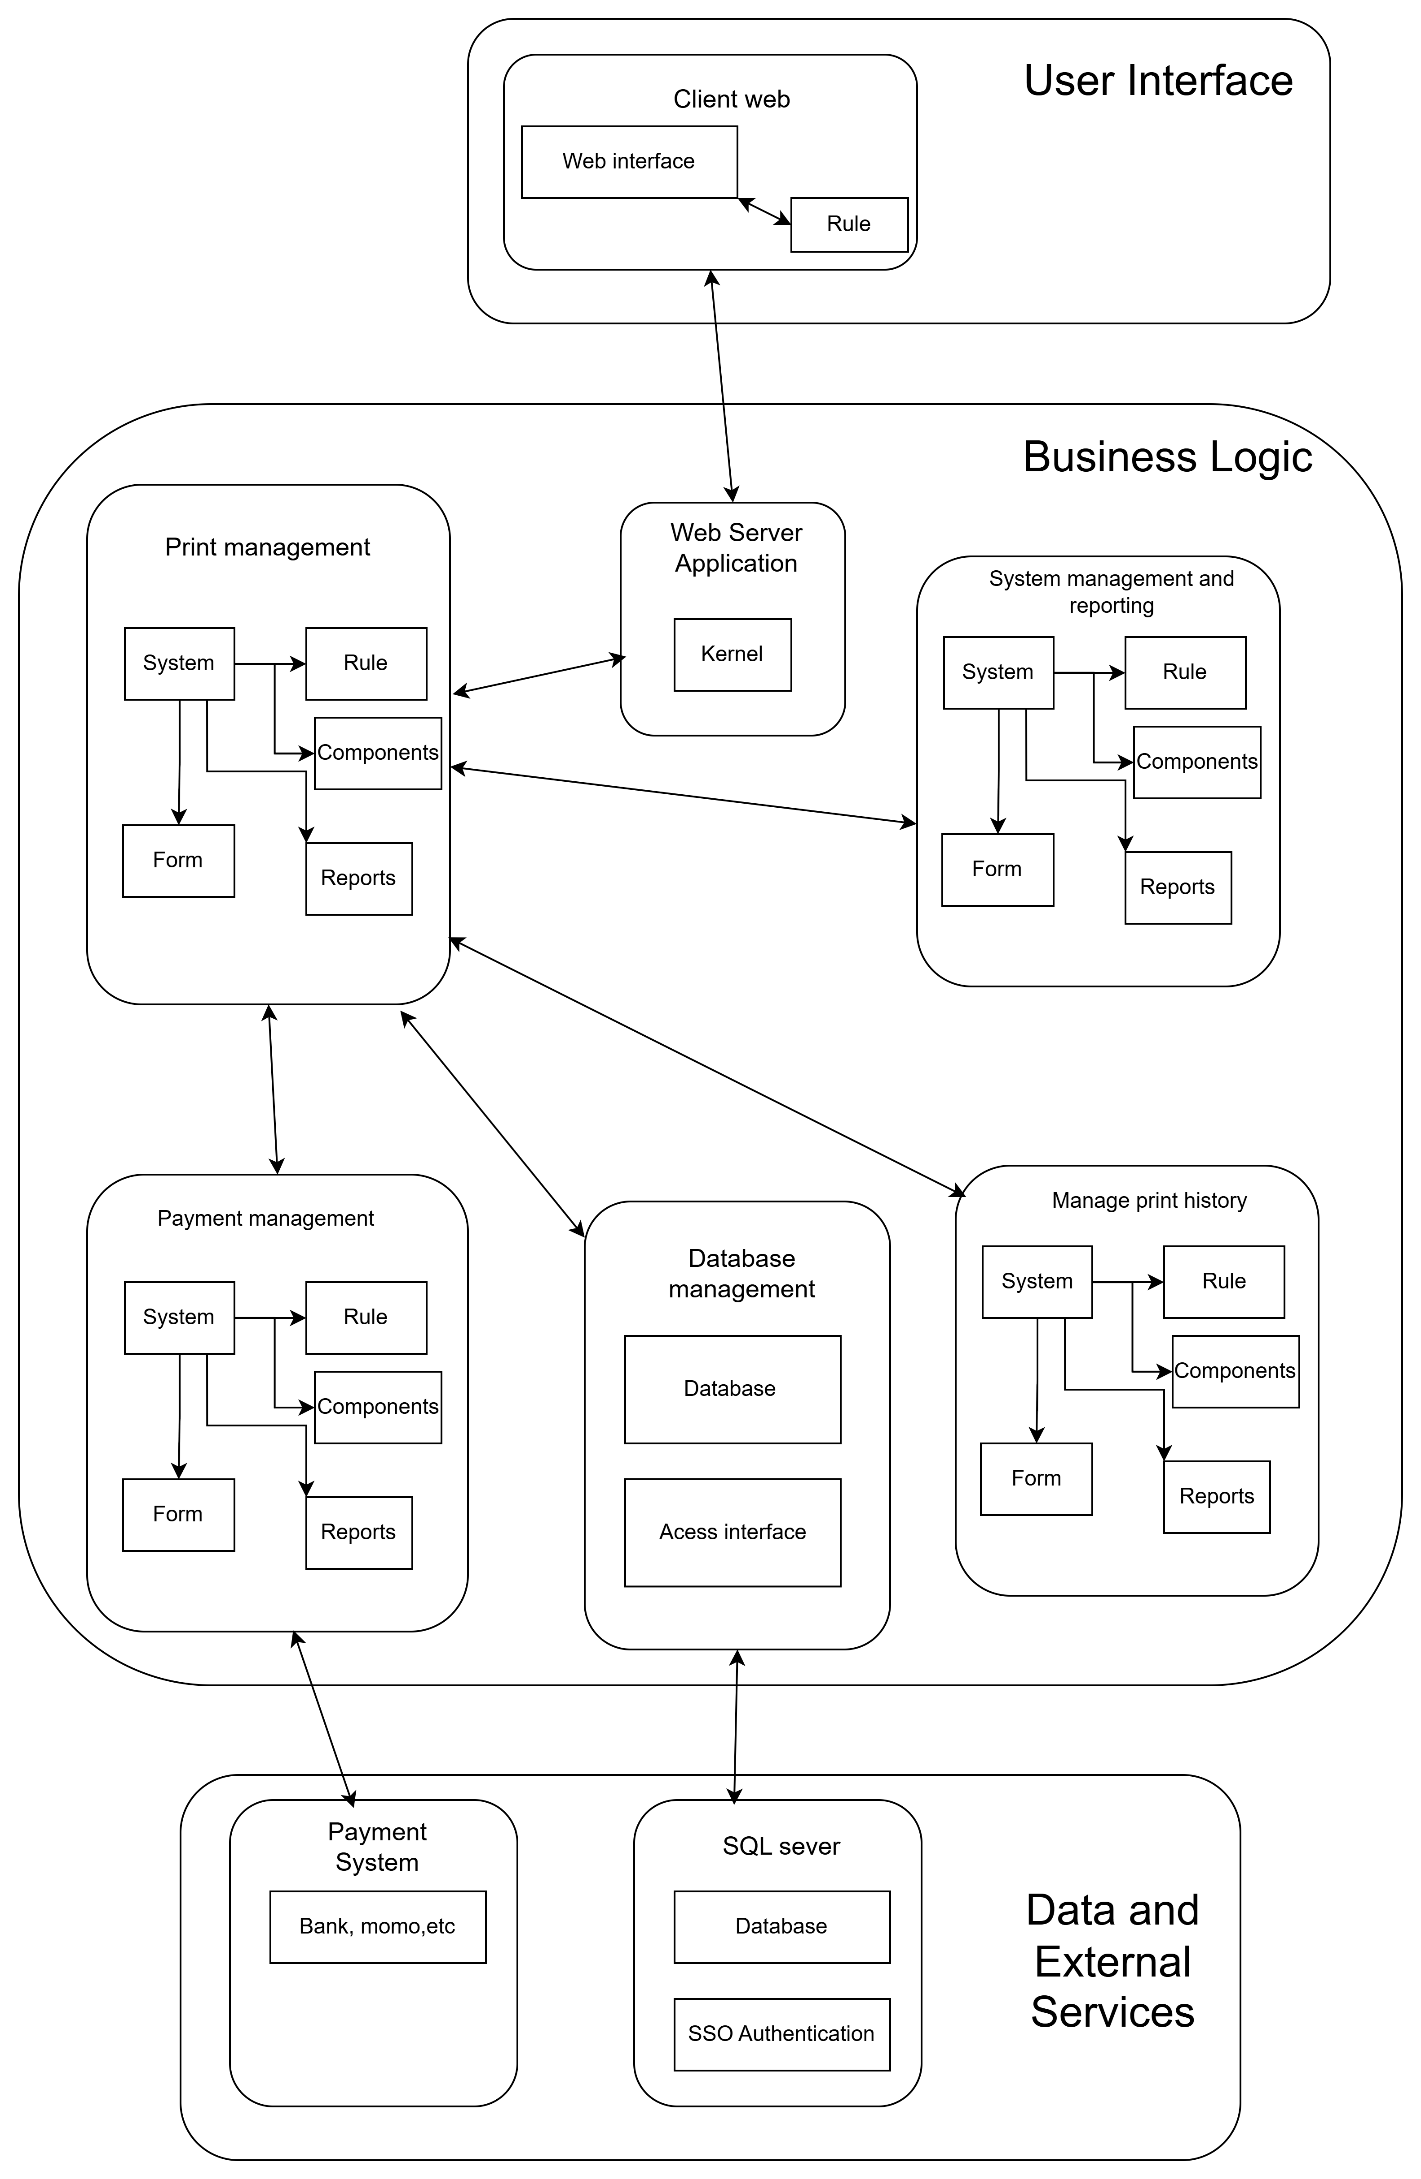 User Interface
Client web
Web interface
Rule
Business Logic
Print management
System
Rule
Components
Form
Reports
Web Server
Application
Kernel
System management and
reporting
System
Rule
Components
Form
Reports
Payment management
System
Rule
Components
Form
Reports
Database
management
Database
Acess interface
Manage print history
System
Rule
Components
Form
Reports
Payment
System
Bank, momo,etc
SQL sever
Database
SSO Authentication
Data and
External
Services